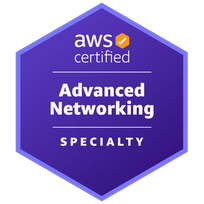 aws
certified
Advanced
Networking
SPECIALTY